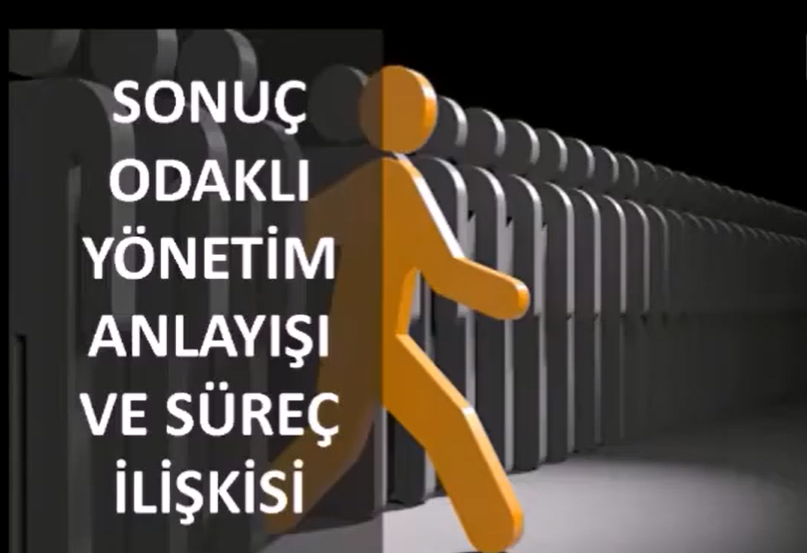 SONUÇ
ODAKLI
YÖNETİM
ANLAYIŞI
VE SÜREÇ
İLİŞKİSİ